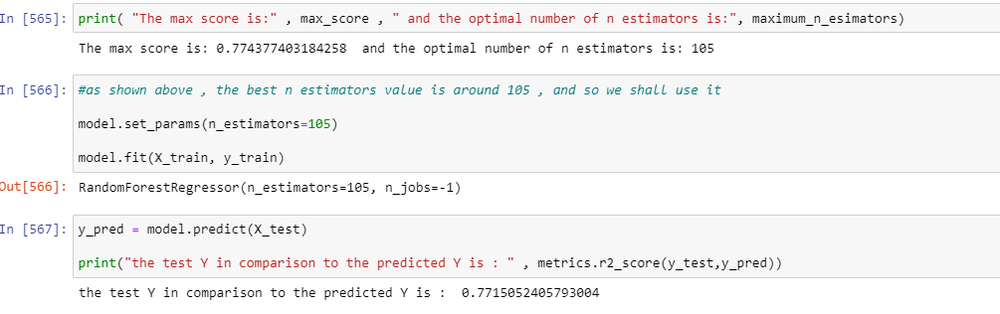 In [565]: print( "The max score is:" , max_score , " and the optimal number of n estimators is:", maximum_n_esimators)
The max score is: 0.774377403184258  and the optimal number of n estimators is: 105
In [566]: #as shown above , the best n estimators value is around 105 , and so we shall use it
model.set_params(n_estimators=105)
model.fit(X_train, y_train)
Out[566]: RandomForestRegressor(n_estimators=105, n_jobs=-1)
In [567]: y_pred = model.predict(X_test)
print("the test Y in comparison to the predicted Y is : " , metrics.r2_score(y_test,y_pred))
the test Y in comparison to the predicted Y is :  0.7715052405793004